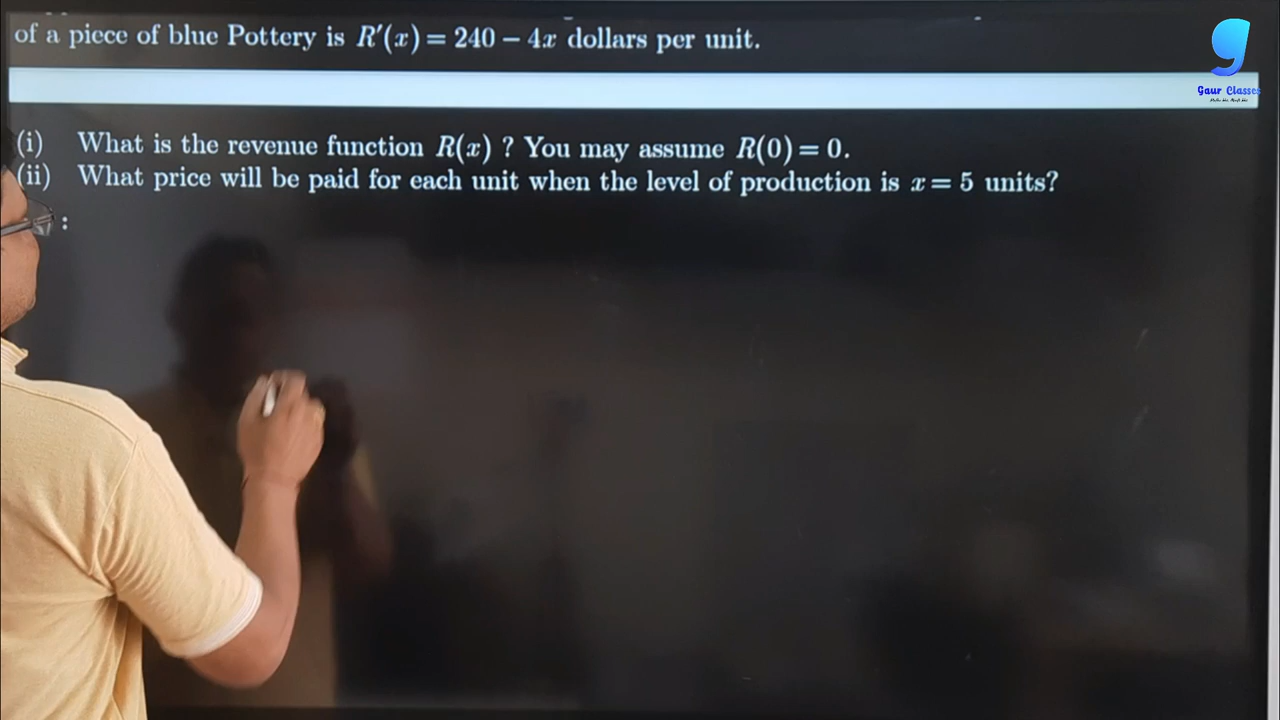 of a piece of blue Pottery is R′(x) = 240 – 4x dollars per unit.
g
Gaur Classes
(i) What is the revenue function R(x) ? You may assume R(0) = 0.
(ii) What price will be paid for each unit when the level of production is x = 5 units?
: